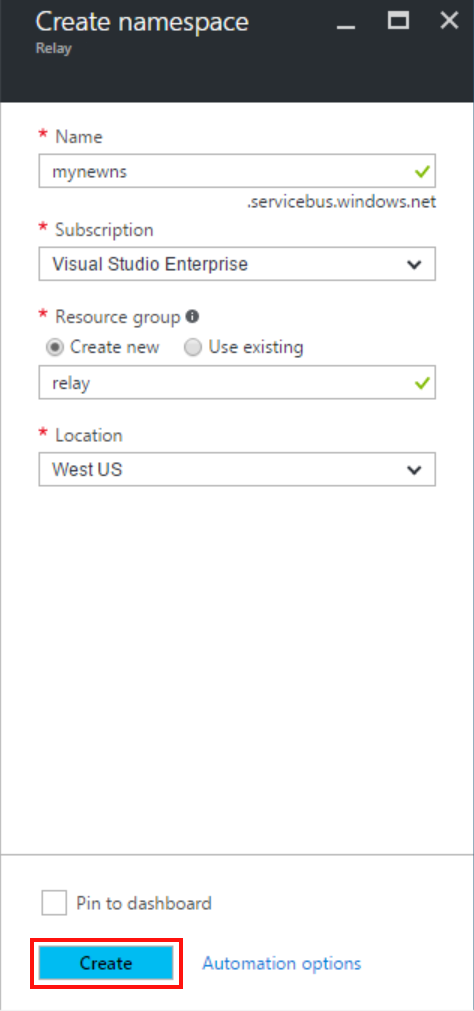 Create namespace
Relay
* Name
mynewns
.servicebus.windows.net
* Subscription
Visual Studio Enterprise
* Resource group
Create new Use existing
relay
* Location
West US
Pin to dashboard
Create Automation options